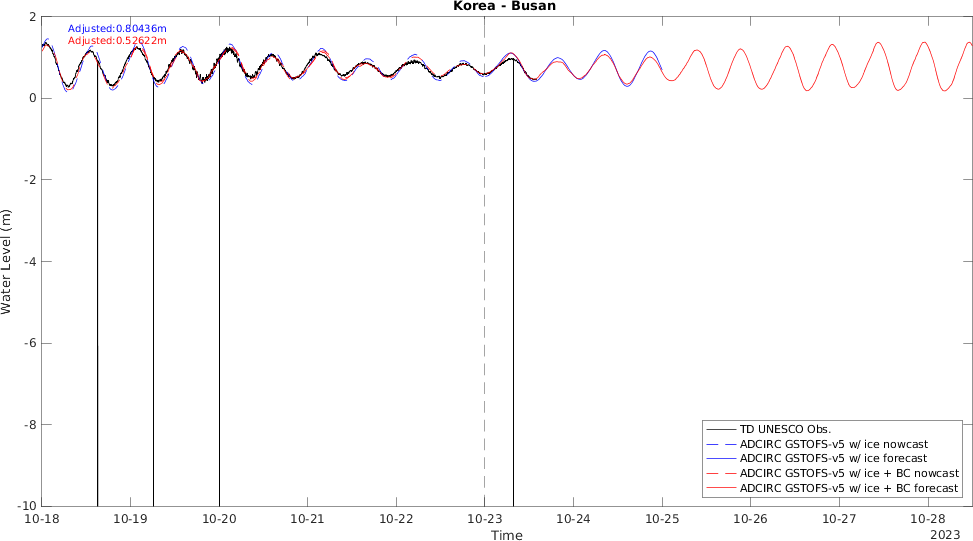 Korea - Busan
Adjusted:0.80436m
Adjusted:0.52622m
2
0
-2
-4
-6
-8
-10
Water Level (m)
10-18
10-19
10-20
10-21
10-22
10-23
10-24
10-25
10-26
10-27
10-28
2023
Time
TD UNESCO Obs.
ADCIRC GSTOFS-v5 w/ ice nowcast
ADCIRC GSTOFS-v5 w/ ice forecast
ADCIRC GSTOFS-v5 w/ ice + BC nowcast
ADCIRC GSTOFS-v5 w/ ice + BC forecast